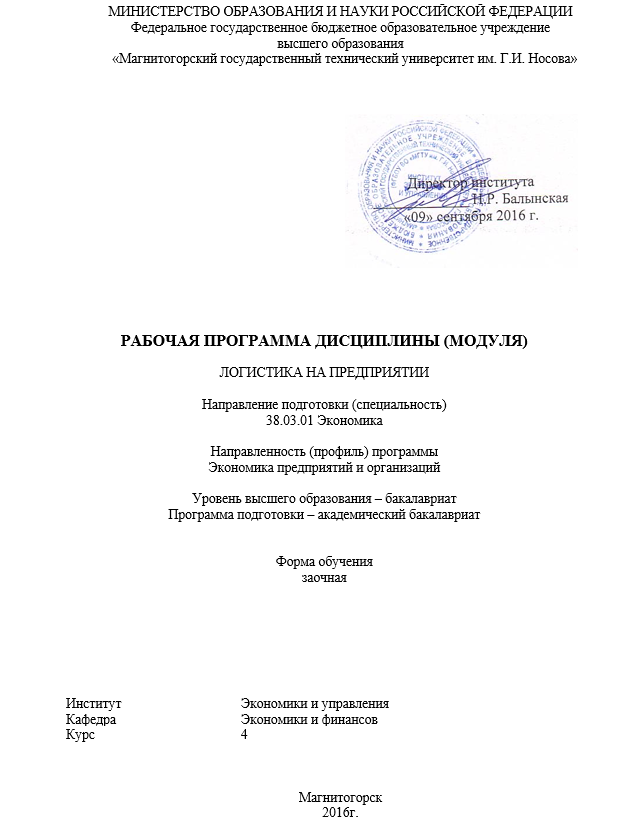 МИНИСТЕРСТВО ОБРАЗОВАНИЯ И НАУКИ РОССИЙСКОЙ ФЕДЕРАЦИИ
Федеральное государственное бюджетное образовательное учреждение
высшего образования
«Магнитогорский государственный технический университет им. Г.И. Носова»
Директор института
Н.Р. Балынская
«09» сентября 2016 г.
РАБОЧАЯ ПРОГРАММА ДИСЦИПЛИНЫ (МОДУЛЯ)
ЛОГИСТИКА НА ПРЕДПРИЯТИИ
Направление подготовки (специальность)
38.03.01 Экономика
Направленность (профиль) программы
Экономика предприятий и организаций
Уровень высшего образования – бакалавриат
Программа подготовки – академический бакалавриат
Форма обучения
заочная
Институт Экономики и управления
Кафедра Экономики и финансов
Курс 4
Магнитогорск
2016г.